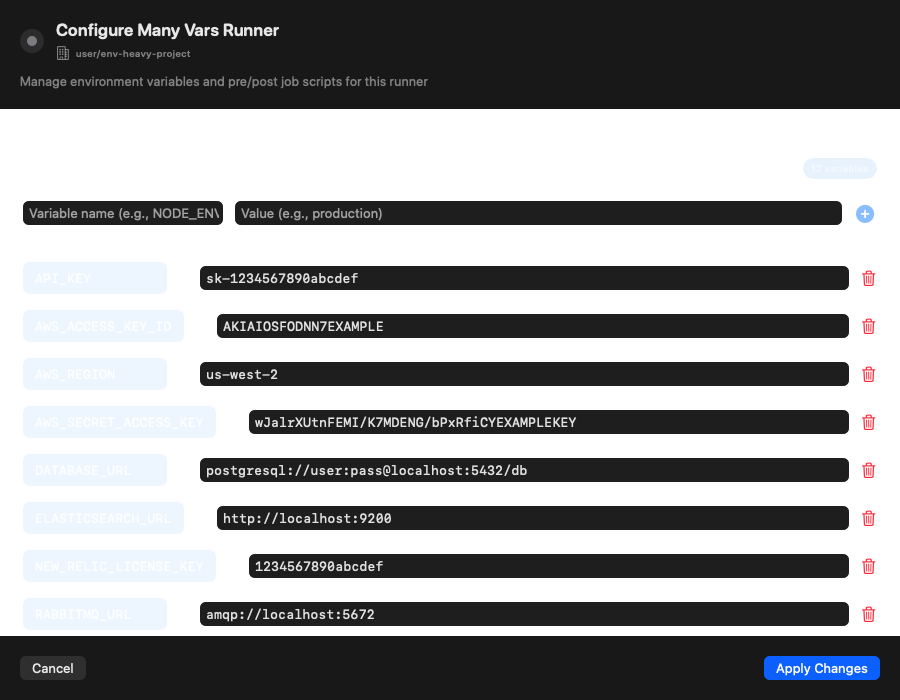 Configure Many Vars Runner
user/env-heavy-project
Manage environment variables and pre/post job scripts for this runner
Variable name (e.g., NODE_ENV
Value (e.g., production)
API_KEY
sk-1234567890abcdef
AWS_ACCESS_KEY_ID
AKIAIOSFODNN7EXAMPLE
AWS_REGION
us-west-2
AWS_SECRET_ACCESS_KEY
wJalrXUtnFEMI/K7MDENG/bPxRfiCYEXAMPLEKEY
DATABASE_URL
postgresql://user:pass@localhost:5432/db
ELASTICSEARCH_URL
http://localhost:9200
NEW_RELIC_LICENSE_KEY
1234567890abcdef
RABBITMQ_URL
amqp://localhost:5672
Cancel
Apply Changes